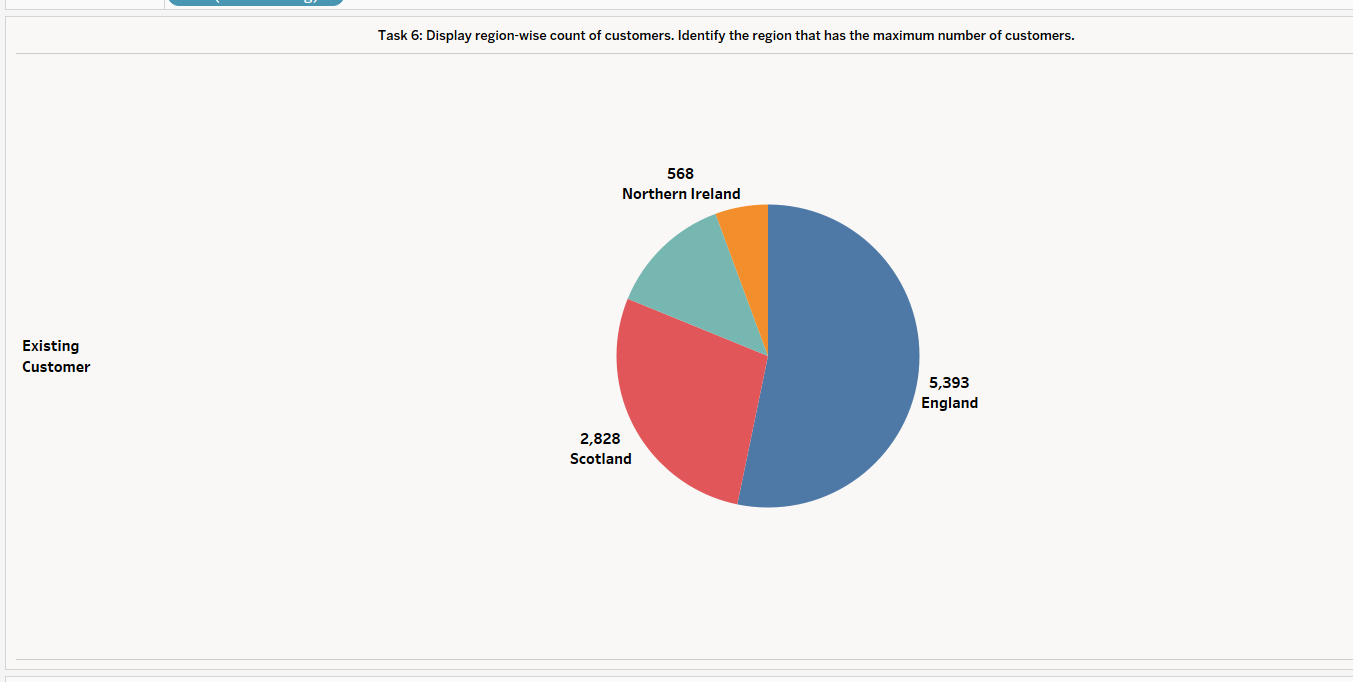 Task 6: Display region-wise count of customers. Identify the region that has the maximum number of customers.
568
Northern Ireland
Existing
Customer
5,393
England
2,828
Scotland